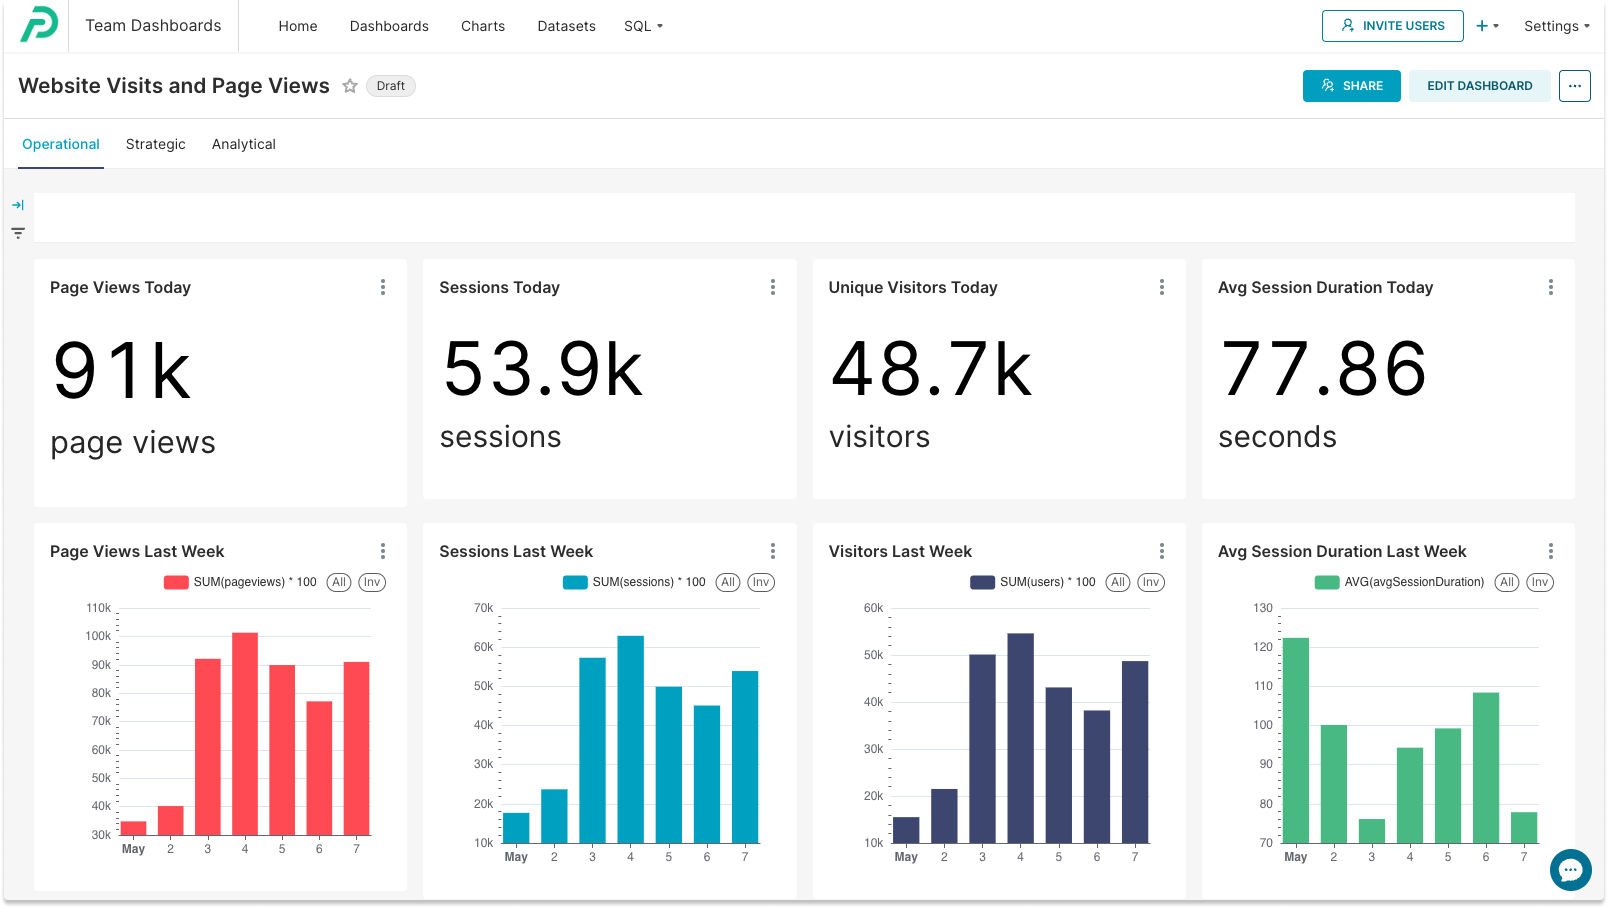 Team Dashboards
Home Dashboards Charts Datasets SQL
INVITE USERS
+
Settings
Website Visits and Page Views
Draft
SHARE
EDIT DASHBOARD
...
Operational Strategic Analytical
Page Views Today
91k
page views
Sessions Today
53.9k
sessions
Unique Visitors Today
48.7k
visitors
Avg Session Duration Today
77.86
seconds
Page Views Last Week
SUM(pageviews) * 100 All Inv
110k
100k
90k
80k
70k
60k
50k
40k
30k
May 2 3 4 5 6 7
Sessions Last Week
SUM(sessions) * 100 All Inv
70k
60k
50k
40k
30k
20k
10k
May 2 3 4 5 6 7
Visitors Last Week
SUM(users) * 100 All Inv
60k
50k
40k
30k
20k
10k
May 2 3 4 5 6 7
Avg Session Duration Last Week
AVG(avgSessionDuration) All Inv
130
120
110
100
90
80
70
May 2 3 4 5 6 7